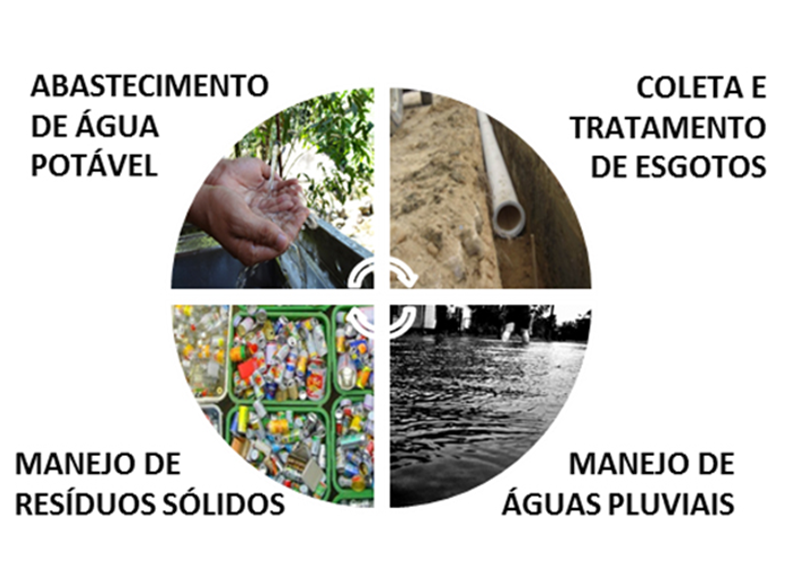 ABASTECIMENTO
DE ÁGUA
POTÁVEL
COLETA E
TRATAMENTO
DE ESGOTOS
MANEJO DE
RESÍDUOS SÓLIDOS
MANEJO DE
ÁGUAS PLUVIAIS